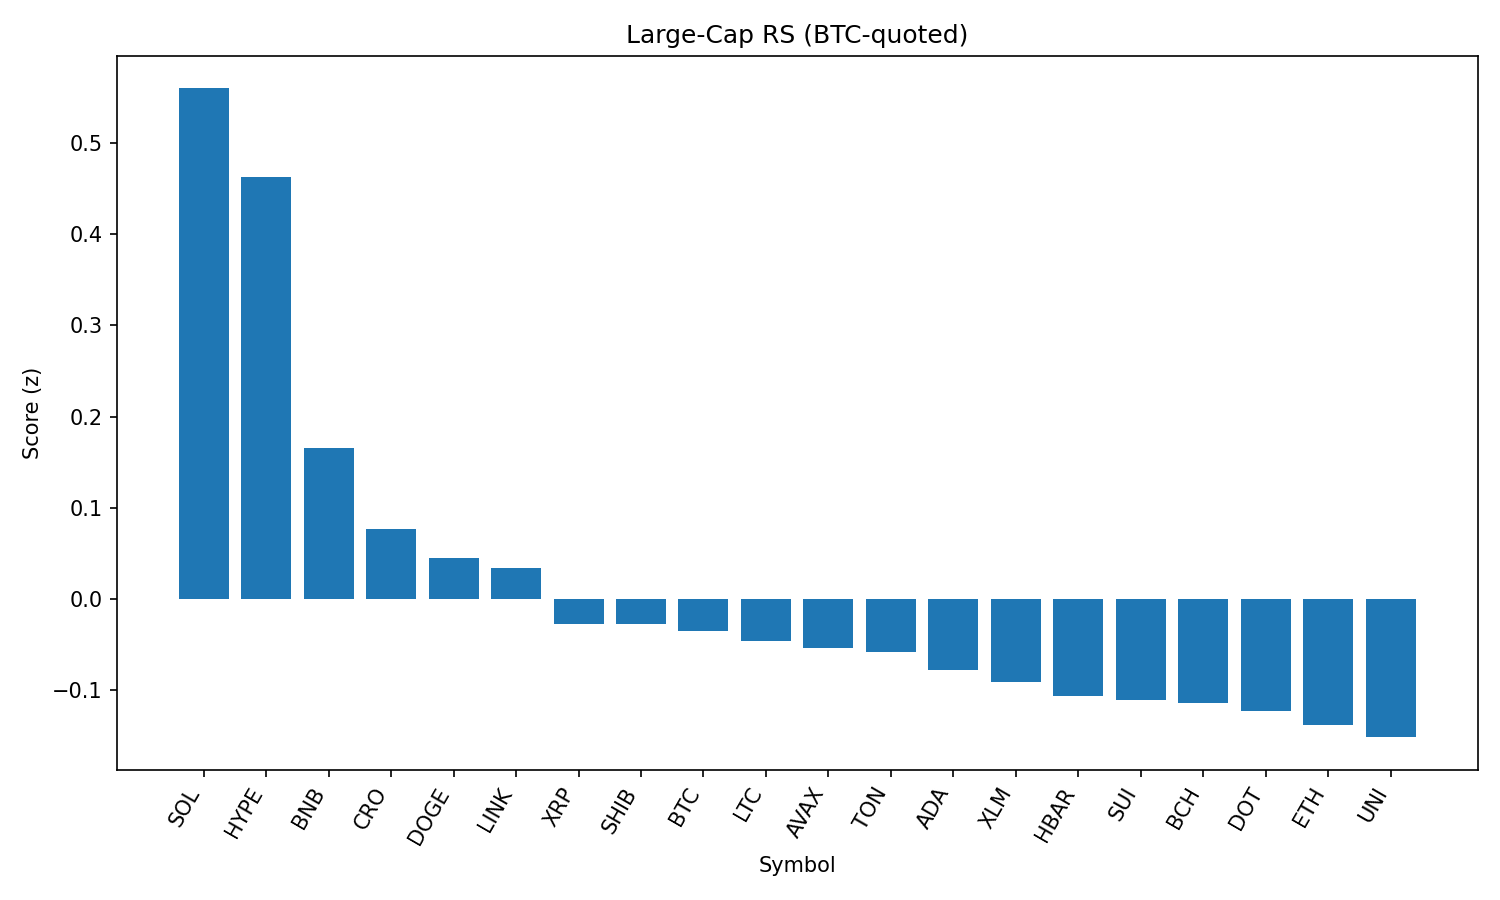 Large-Cap RS (BTC-quoted)
Score (z)
0.5
0.4
0.3
0.2
0.1
0.0
−0.1
SOL
HYPE
BNB
CRO
DOGE
LINK
XRP
SHIB
BTC
LTC
AVAX
TON
ADA
XLM
HBAR
SUI
BCH
DOT
ETH
UNI
Symbol